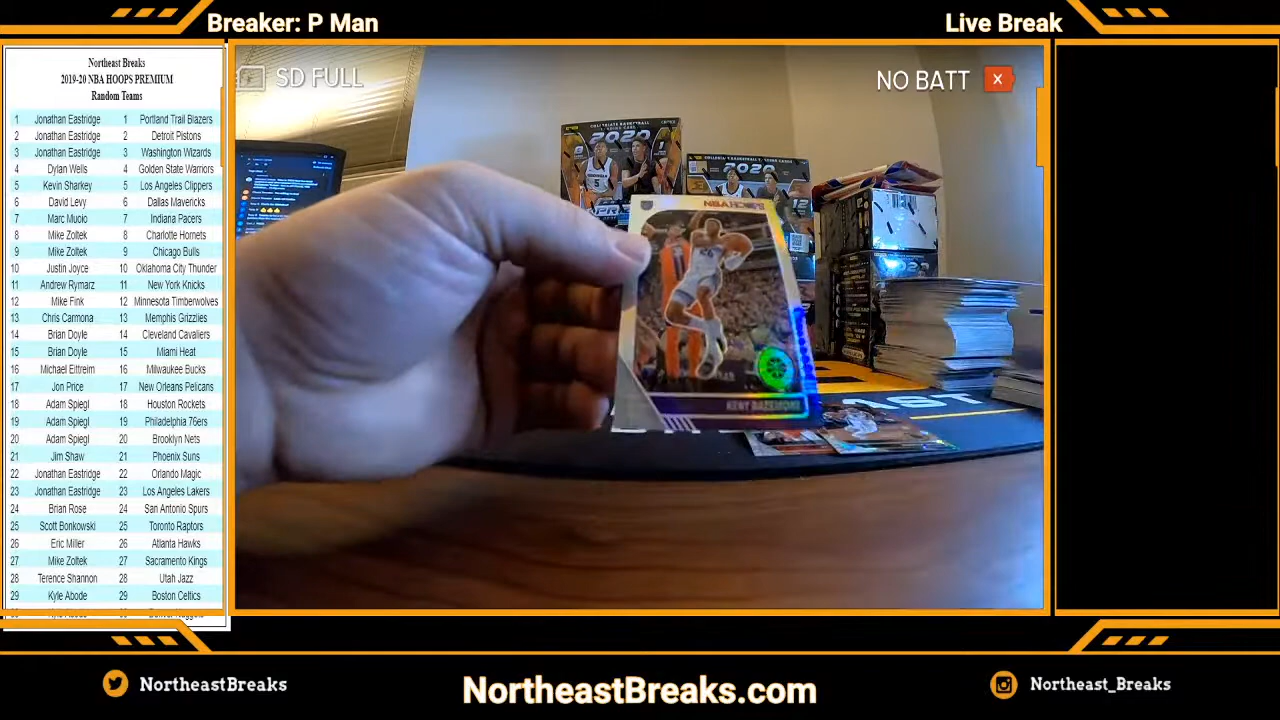 Breaker: P Man
Live Break
Northeast Breaks
2019-20 NBA HOOPS PREMIUM
Random Teams
1 Jonathan Eastridge 1 Portland Trail Blazers
2 Jonathan Eastridge 2 Detroit Pistons
3 Jonathan Eastridge 3 Washington Wizards
4 Dylan Wells 4 Golden State Warriors
5 Kevin Sharkey 5 Los Angeles Clippers
6 David Levy 6 Dallas Mavericks
7 Marc Muoio 7 Indiana Pacers
8 Mike Zoltek 8 Charlotte Hornets
9 Mike Zoltek 9 Chicago Bulls
10 Justin Joyce 10 Oklahoma City Thunder
11 Andrew Rymarz 11 New York Knicks
12 Mike Fink 12 Minnesota Timberwolves
13 Chris Carmona 13 Memphis Grizzlies
14 Brian Doyle 14 Cleveland Cavaliers
15 Brian Doyle 15 Miami Heat
16 Michael Eiltreim 16 Milwaukee Bucks
17 Jon Price 17 New Orleans Pelicans
18 Adam Spiegl 18 Houston Rockets
19 Adam Spiegl 19 Philadelphia 76ers
20 Adam Spiegl 20 Brooklyn Nets
21 Jim Shaw 21 Phoenix Suns
22 Jonathan Eastridge 22 Orlando Magic
23 Jonathan Eastridge 23 Los Angeles Lakers
24 Brian Rose 24 San Antonio Spurs
25 Scott Bonkowski 25 Toronto Raptors
26 Eric Miller 26 Atlanta Hawks
27 Mike Zoltek 27 Sacramento Kings
28 Terence Shannon 28 Utah Jazz
29 Kyle Abode 29 Boston Celtics
SD FULL
NO BATT
2020
2020
12
NBA HOOPS
KENT BAZEMORE
NortheastBreaks
NortheastBreaks.com
Northeast_Breaks